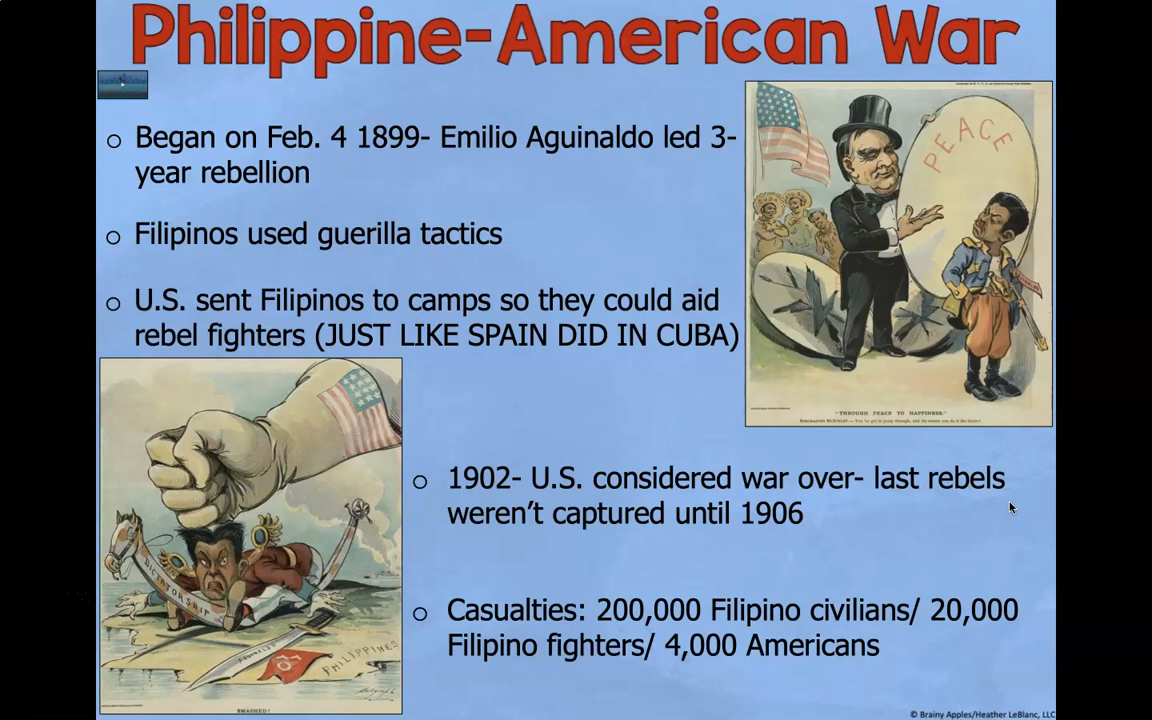 Philippine-American War
Began on Feb. 4 1899- Emilio Aguinaldo led 3-
year rebellion
Filipinos used guerilla tactics
U.S. sent Filipinos to camps so they could aid
rebel fighters (JUST LIKE SPAIN DID IN CUBA)
PEACE
"THROUGH PEACE TO HAPPINESS."
DICTATORSHIP
PHILIPPINES
SMASHED!
1902- U.S. considered war over- last rebels
weren’t captured until 1906
Casualties: 200,000 Filipino civilians/ 20,000
Filipino fighters/ 4,000 Americans
© Brainy Apples/Heather LeBlanc, LLC